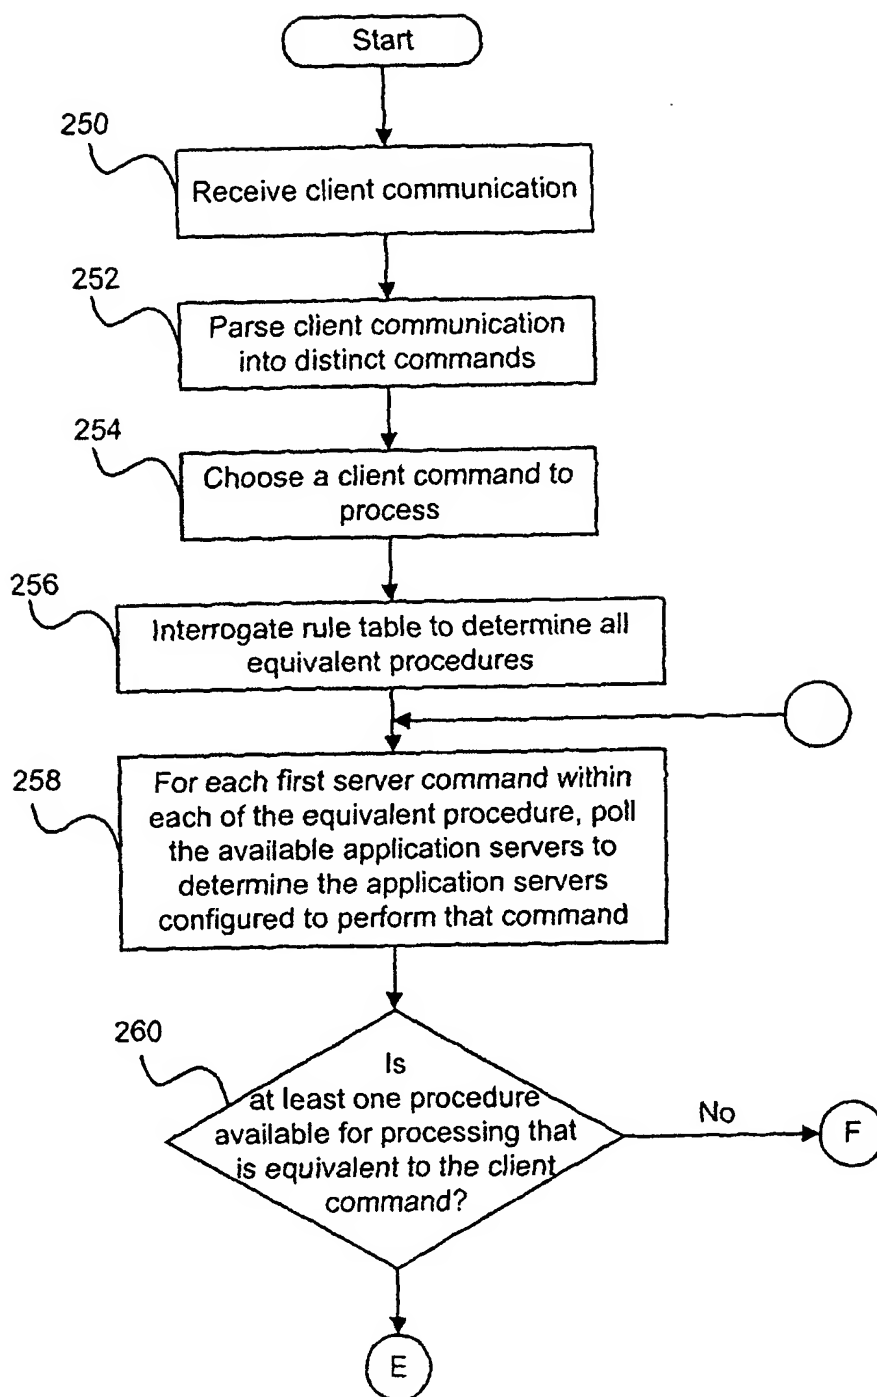 Start
250
Receive client communication
252
Parse client communication
into distinct commands
254
Choose a client command to
process
256
Interrogate rule table to determine all
equivalent procedures
258
For each first server command within
each of the equivalent procedure, poll
the available application servers to
determine the application servers
configured to perform that command
260
Is
at least one procedure
available for processing that
is equivalent to the client
command?
No
F
E